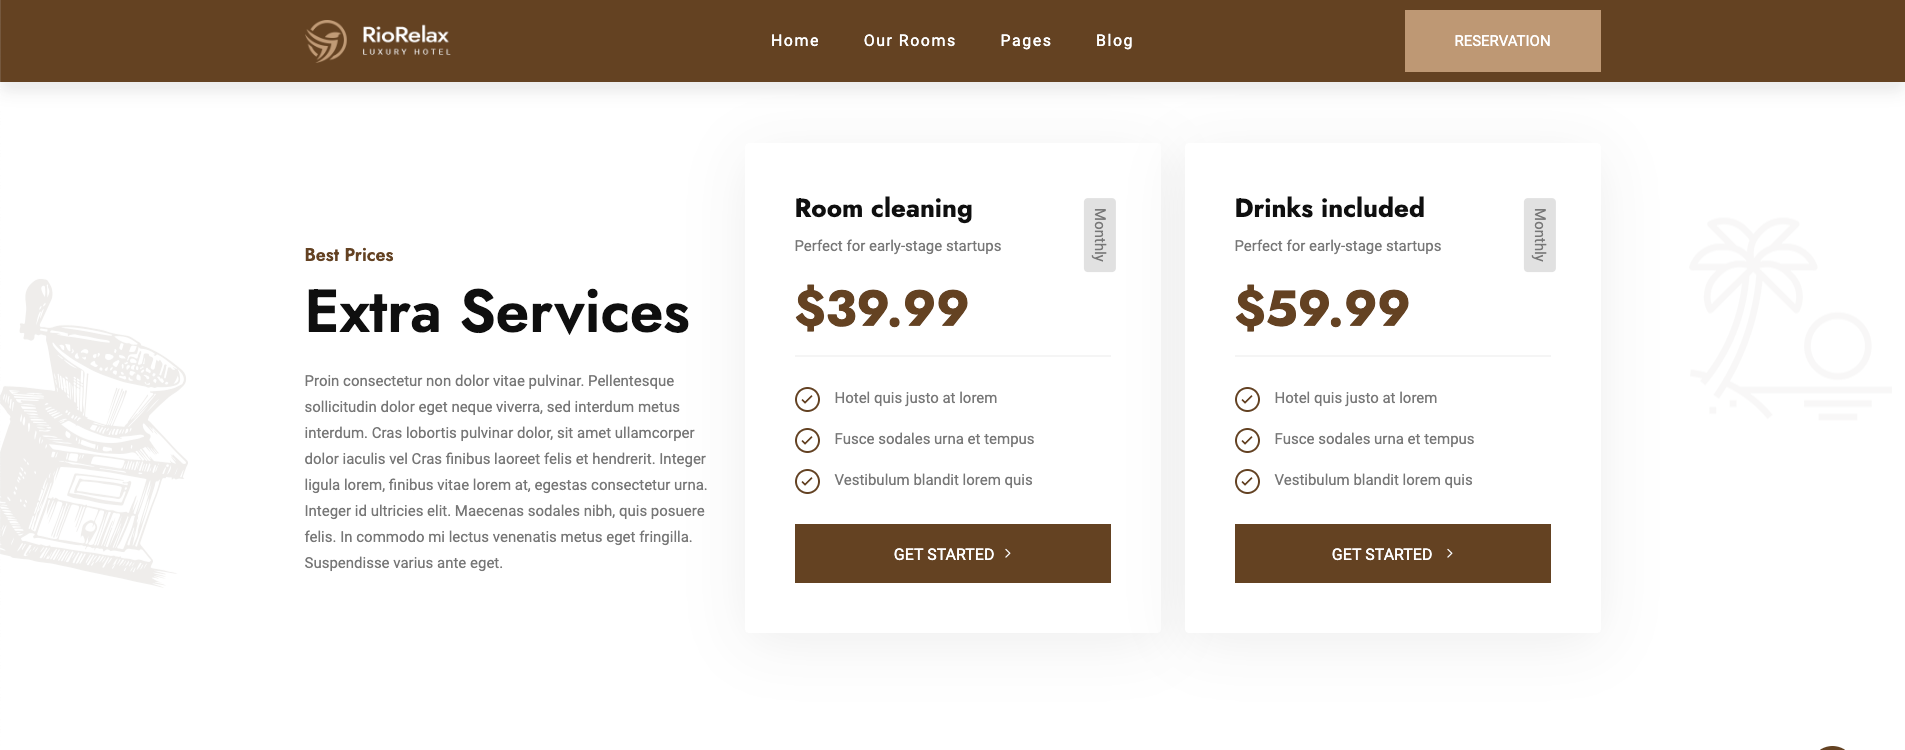 RioRelax
LUXURY HOTEL
Home
Our Rooms
Pages
Blog
RESERVATION
Best Prices
Extra Services
Proin consectetur non dolor vitae pulvinar. Pellentesque
sollicitudin dolor eget neque viverra, sed interdum metus
interdum. Cras lobortis pulvinar dolor, sit amet ullamcorper
dolor iaculis vel Cras finibus laoreet felis et hendrerit. Integer
ligula lorem, finibus vitae lorem at, egestas consectetur urna.
Integer id ultricies elit. Maecenas sodales nibh, quis posuere
felis. In commodo mi lectus venenatis metus eget fringilla.
Suspendisse varius ante eget.
Room cleaning
Monthly
Perfect for early-stage startups
$39.99
Hotel quis justo at lorem
Fusce sodales urna et tempus
Vestibulum blandit lorem quis
GET STARTED
Drinks included
Monthly
Perfect for early-stage startups
$59.99
Hotel quis justo at lorem
Fusce sodales urna et tempus
Vestibulum blandit lorem quis
GET STARTED